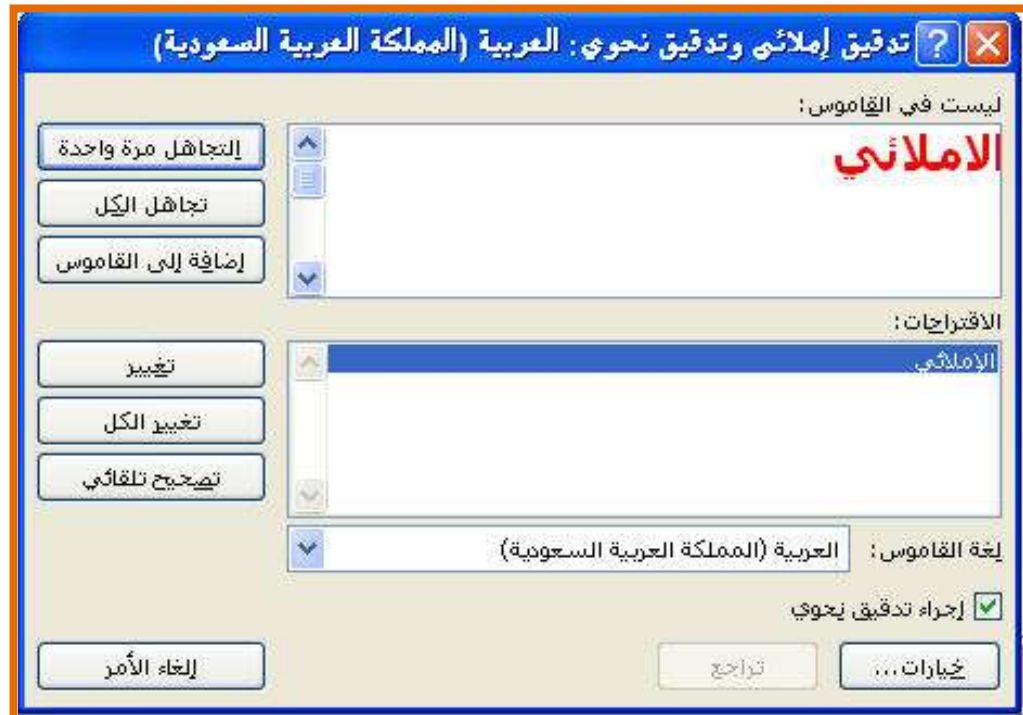 تدقيق إملائي وتدقيق نحوي: العربية (المملكة العربية السعودية)
ليست في القاموس:
الاملائي
التجاهل مرة واحدة
تجاهل الكل
إضافة إلى القاموس
الاقتراحات:
الإملائي
تغيير
تغيير الكل
تصحيح تلقائي
لغة القاموس: العربية (المملكة العربية السعودية)
إجراء تدقيق نحوي
خيارات...
تراجع
إلغاء الأمر